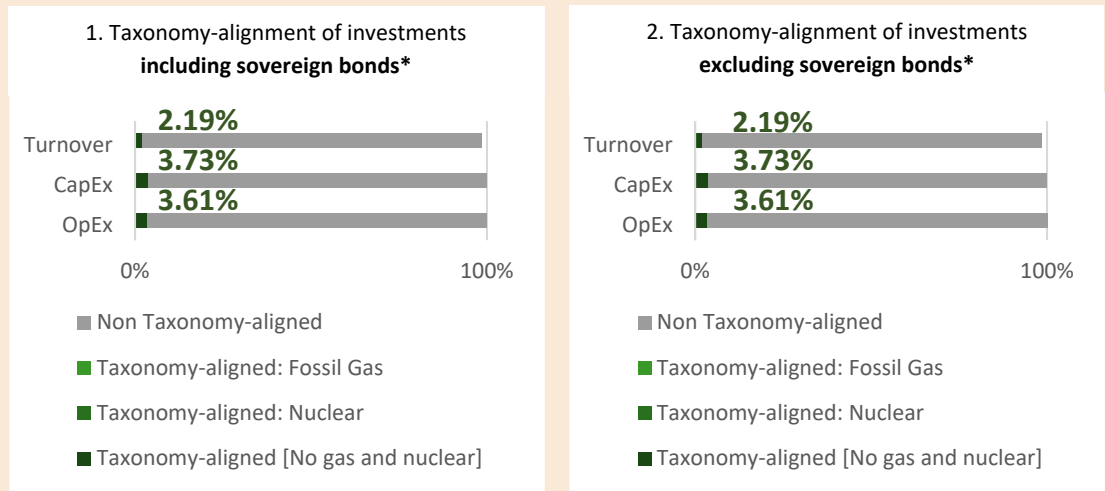 1. Taxonomy-alignment of investments
including sovereign bonds*
2.19%
Turnover
3.73%
CapEx
3.61%
OpEx
0%
100%
Non Taxonomy-aligned
Taxonomy-aligned: Fossil Gas
Taxonomy-aligned: Nuclear
Taxonomy-aligned [No gas and nuclear]
2. Taxonomy-alignment of investments
excluding sovereign bonds*
2.19%
Turnover
3.73%
CapEx
3.61%
OpEx
0%
100%
Non Taxonomy-aligned
Taxonomy-aligned: Fossil Gas
Taxonomy-aligned: Nuclear
Taxonomy-aligned [No gas and nuclear]